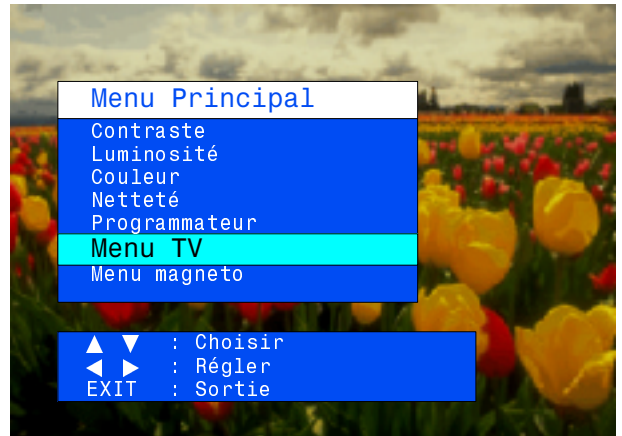 Menu Principal
Contraste
Luminosité
Couleur
Netteté
Programmateur
Menu TV
Menu magneto
▲ ▼ : Choisir
◀ ▶ : Régler
EXIT : Sortie